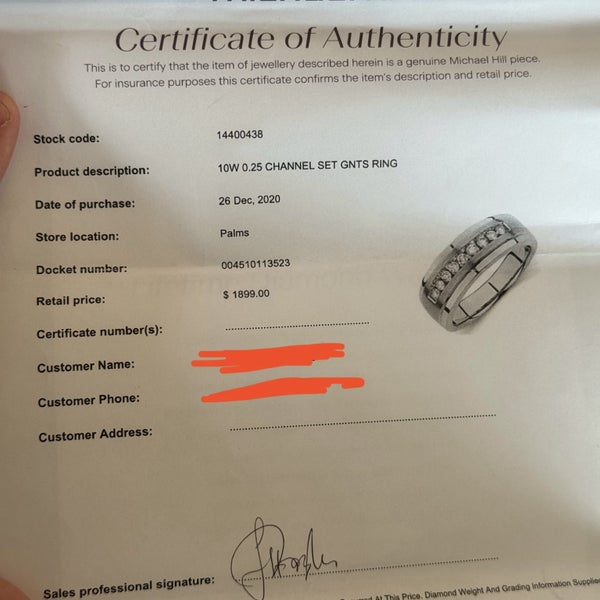 Certificate of Authenticity
This is to certify that the item of jewellery described herein is a genuine Michael Hill piece.
For insurance purposes this certificate confirms the item's description and retail price.
Stock code: 14400438
Product description: 10W 0.25 CHANNEL SET GNTS RING
Date of purchase: 26 Dec, 2020
Store location: Palms
Docket number: 004510113523
Retail price: $ 1899.00
Certificate number(s):
Customer Name:
Customer Phone:
Customer Address:
Sales professional signature:
At This Price. Diamond Weight And Grading Information Supplied